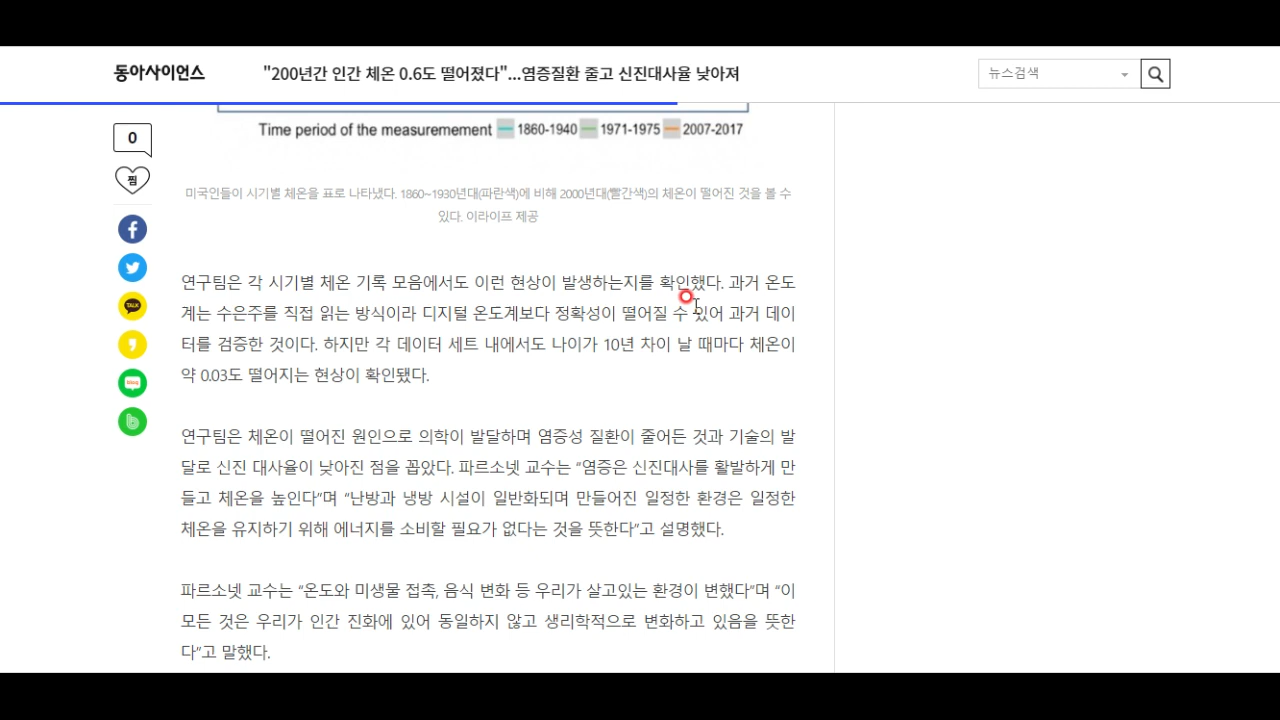 동아사이언스
"200년간 인간 체온 0.6도 떨어졌다"...염증질환 줄고 신진대사율 낮아져
뉴스검색
Time period of the measuremement 1860-1940 1971-1975 2007-2017
0
찜
TALK
blog
미국인들이 시기별 체온을 표로 나타냈다. 1860~1930년대(파란색)에 비해 2000년대(빨간색)의 체온이 떨어진 것을 볼 수
있다. 이라이프 제공
연구팀은 각 시기별 체온 기록 모음에서도 이런 현상이 발생하는지를 확인했다. 과거 온도
계는 수은주를 직접 읽는 방식이라 디지털 온도계보다 정확성이 떨어질 수 있어 과거 데이
터를 검증한 것이다. 하지만 각 데이터 세트 내에서도 나이가 10년 차이 날 때마다 체온이
약 0.03도 떨어지는 현상이 확인됐다.
연구팀은 체온이 떨어진 원인으로 의학이 발달하며 염증성 질환이 줄어든 것과 기술의 발
달로 신진 대사율이 낮아진 점을 꼽았다. 파르소넷 교수는 “염증은 신진대사를 활발하게 만
들고 체온을 높인다”며 “난방과 냉방 시설이 일반화되며 만들어진 일정한 환경은 일정한
체온을 유지하기 위해 에너지를 소비할 필요가 없다는 것을 뜻한다”고 설명했다.
파르소넷 교수는 “온도와 미생물 접촉, 음식 변화 등 우리가 살고있는 환경이 변했다”며 “이
모든 것은 우리가 인간 진화에 있어 동일하지 않고 생리학적으로 변화하고 있음을 뜻한
다”고 말했다.